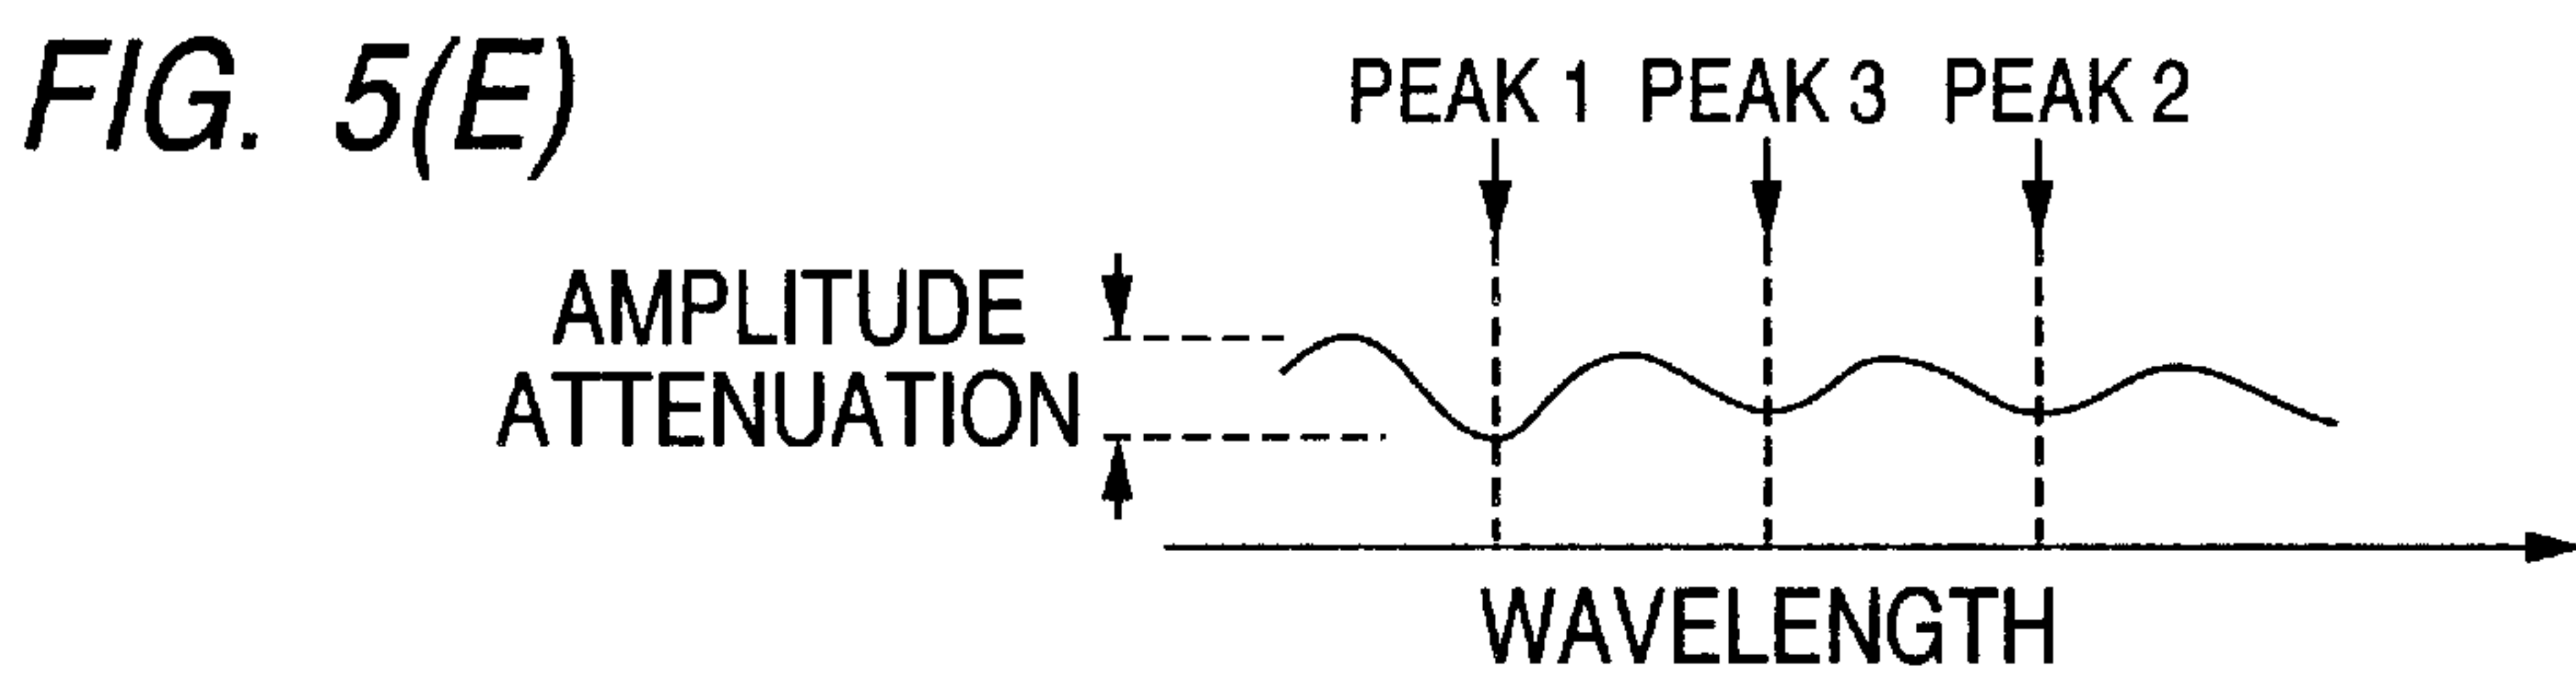 FIG. 5(E)
PEAK 1 PEAK 3 PEAK 2
AMPLITUDE
ATTENUATION
WAVELENGTH